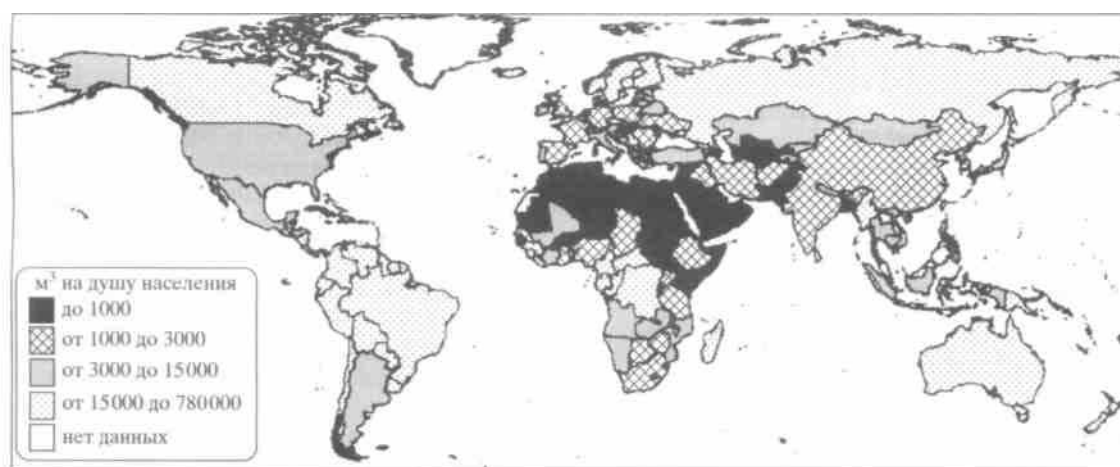 м³ на душу населения
до 1000
от 1000 до 3000
от 3000 до 15000
от 15000 до 780000
нет данных